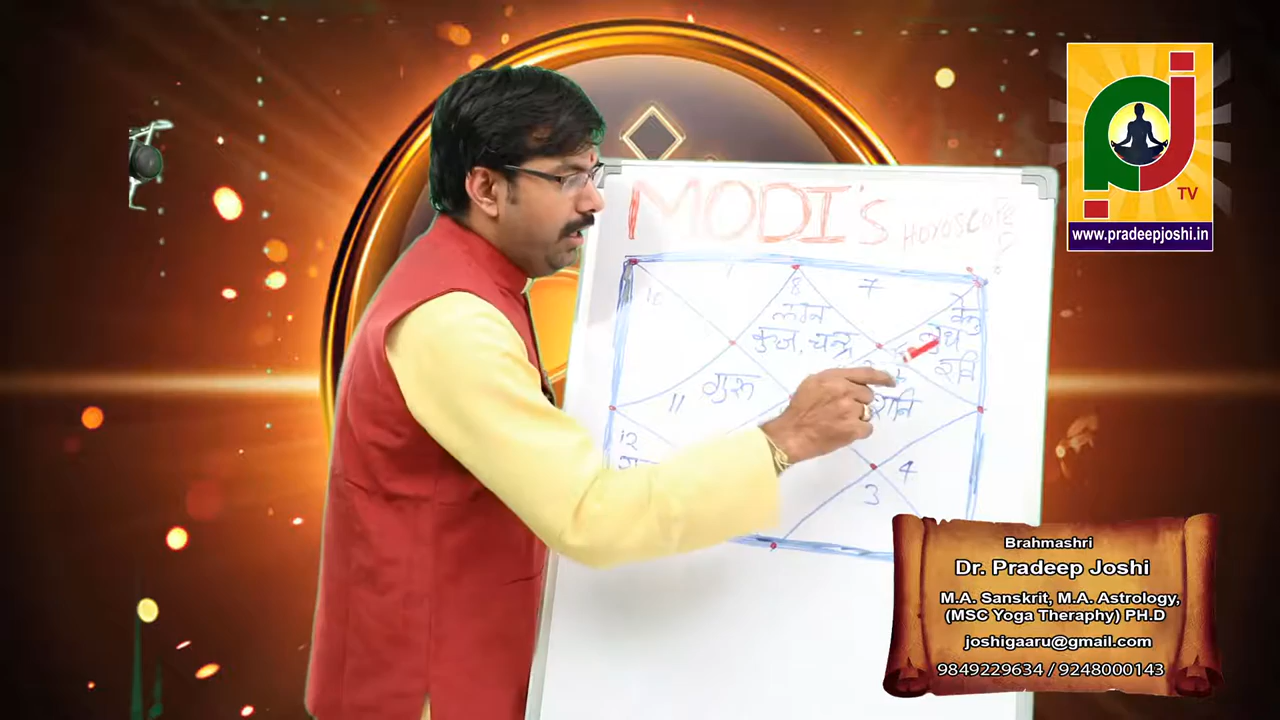 MODI's HOROSCOPE ?
8
7
लग्न
कुज, चन्द्र
केतु
बुध
रवि
11 गुरु
शनि
12
4
3
pj
TV
www.pradeepjoshi.in
Brahmashri
Dr. Pradeep Joshi
M.A. Sanskrit, M.A. Astrology,
(MSC Yoga Theraphy) PH.D
joshigaaru@gmail.com
9849229634 / 9248000143